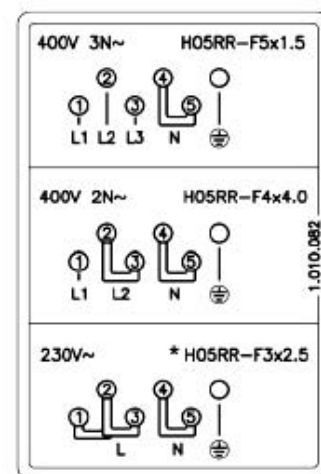 400V 3N~ H05RR-F5x1.5
2 4
1 3 5
L1 L2 L3 N
400V 2N~ H05RR-F4x4.0
2 4
1 3 5
L1 L2 N
230V~ * H05RR-F3x2.5
2 4
1 3 5
L N
1.010.082